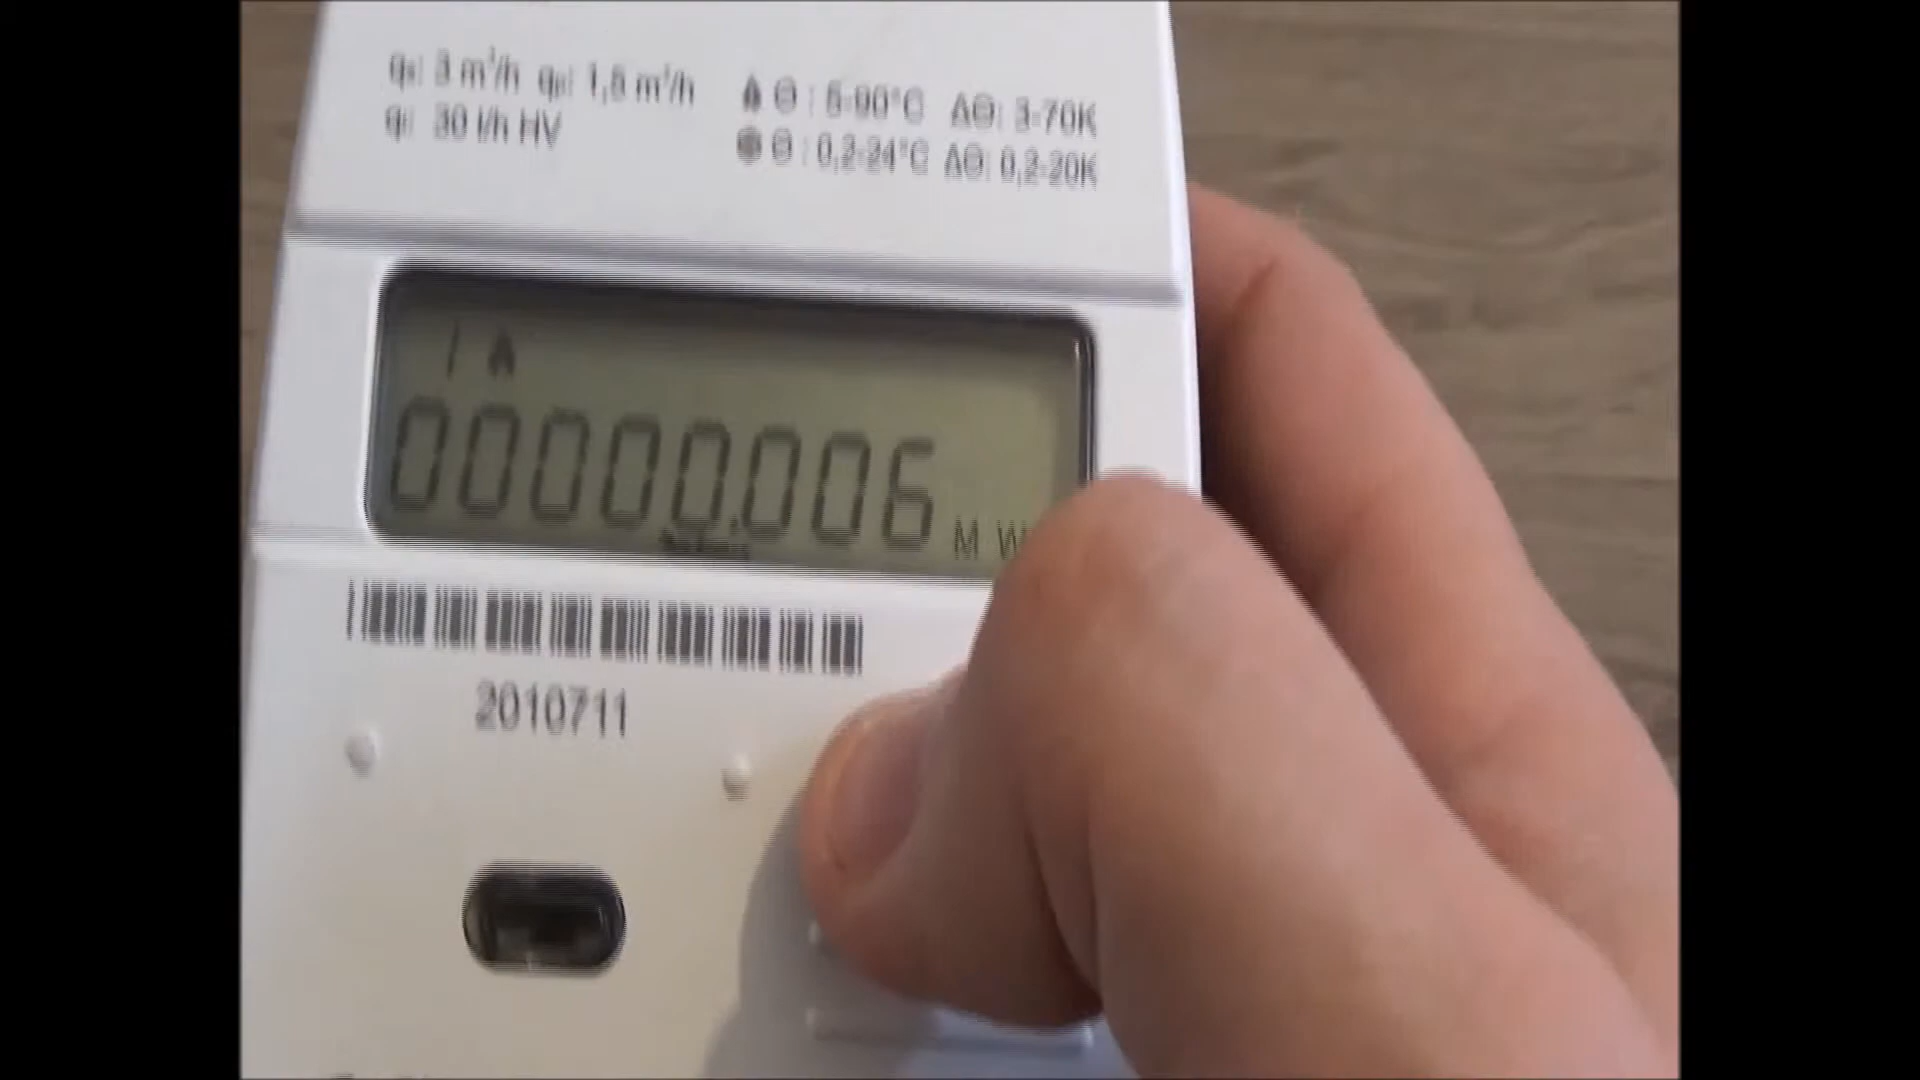 qs: 3 m³/h qp: 1,5 m³/h
qi: 30 l/h HV
Θ : 5-90°C ΔΘ: 3-70K
Θ : 0,2-24°C ΔΘ: 0,2-20K
00000.006 MW
2010711